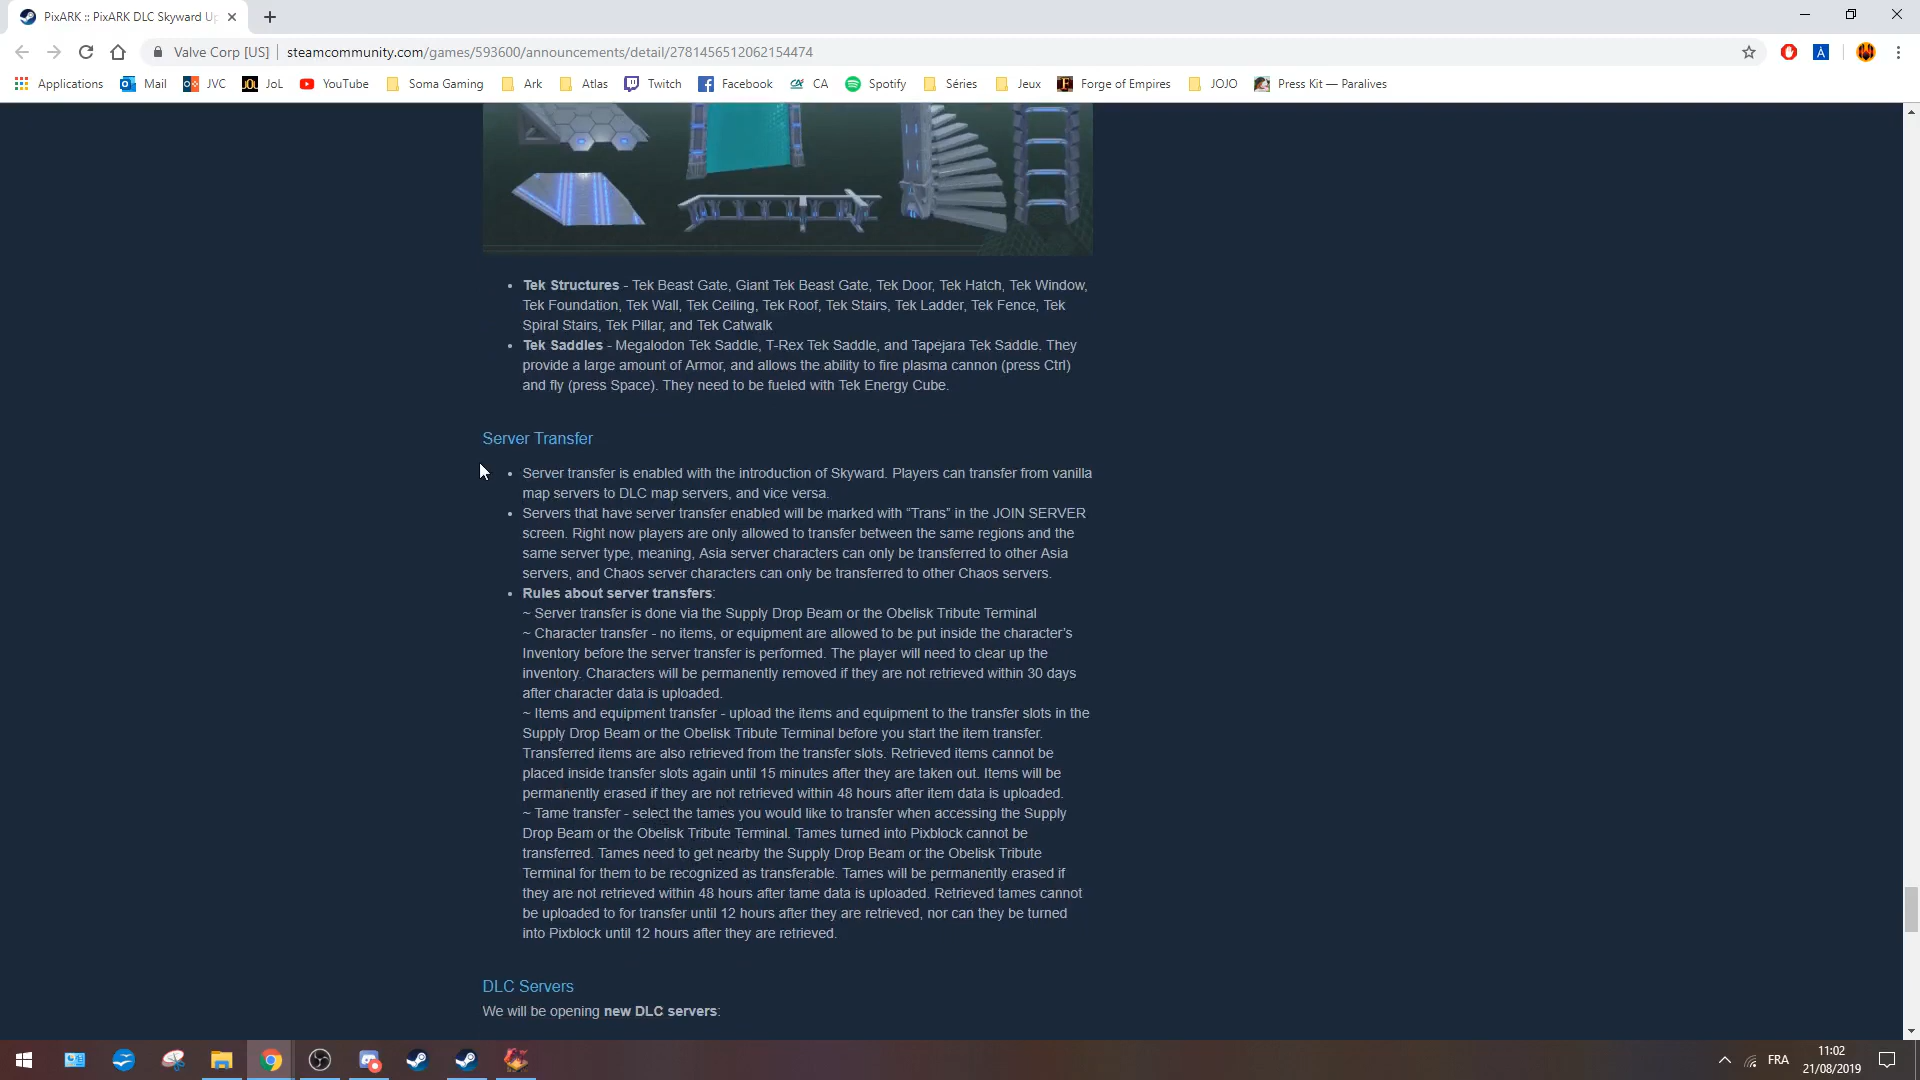 PixARK :: PixARK DLC Skyward Up
Valve Corp [US] | steamcommunity.com/games/593600/announcements/detail/2781456512062154474
Applications Mail JVC JoL YouTube Soma Gaming Ark Atlas Twitch Facebook CA Spotify Séries Jeux Forge of Empires JOJO Press Kit — Paralives
Tek Structures - Tek Beast Gate, Giant Tek Beast Gate, Tek Door, Tek Hatch, Tek Window,
Tek Foundation, Tek Wall, Tek Ceiling, Tek Roof, Tek Stairs, Tek Ladder, Tek Fence, Tek
Spiral Stairs, Tek Pillar, and Tek Catwalk
Tek Saddles - Megalodon Tek Saddle, T-Rex Tek Saddle, and Tapejara Tek Saddle. They
provide a large amount of Armor, and allows the ability to fire plasma cannon (press Ctrl)
and fly (press Space). They need to be fueled with Tek Energy Cube.
Server Transfer
Server transfer is enabled with the introduction of Skyward. Players can transfer from vanilla
map servers to DLC map servers, and vice versa.
Servers that have server transfer enabled will be marked with “Trans” in the JOIN SERVER
screen. Right now players are only allowed to transfer between the same regions and the
same server type, meaning, Asia server characters can only be transferred to other Asia
servers, and Chaos server characters can only be transferred to other Chaos servers.
Rules about server transfers:
~ Server transfer is done via the Supply Drop Beam or the Obelisk Tribute Terminal
~ Character transfer - no items, or equipment are allowed to be put inside the character’s
Inventory before the server transfer is performed. The player will need to clear up the
inventory. Characters will be permanently removed if they are not retrieved within 30 days
after character data is uploaded.
~ Items and equipment transfer - upload the items and equipment to the transfer slots in the
Supply Drop Beam or the Obelisk Tribute Terminal before you start the item transfer.
Transferred items are also retrieved from the transfer slots. Retrieved items cannot be
placed inside transfer slots again until 15 minutes after they are taken out. Items will be
permanently erased if they are not retrieved within 48 hours after item data is uploaded.
~ Tame transfer - select the tames you would like to transfer when accessing the Supply
Drop Beam or the Obelisk Tribute Terminal. Tames turned into Pixblock cannot be
transferred. Tames need to get nearby the Supply Drop Beam or the Obelisk Tribute
Terminal for them to be recognized as transferable. Tames will be permanently erased if
they are not retrieved within 48 hours after tame data is uploaded. Retrieved tames cannot
be uploaded to for transfer until 12 hours after they are retrieved, nor can they be turned
into Pixblock until 12 hours after they are retrieved.
DLC Servers
We will be opening new DLC servers:
FRA
11:02
21/08/2019